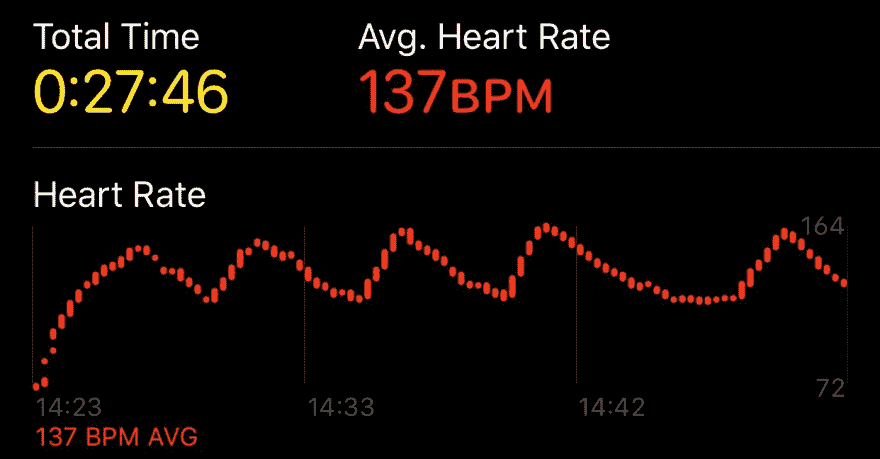 Total Time Avg. Heart Rate
0:27:46 137BPM
Heart Rate
164
72
14:23 14:33 14:42
137 BPM AVG